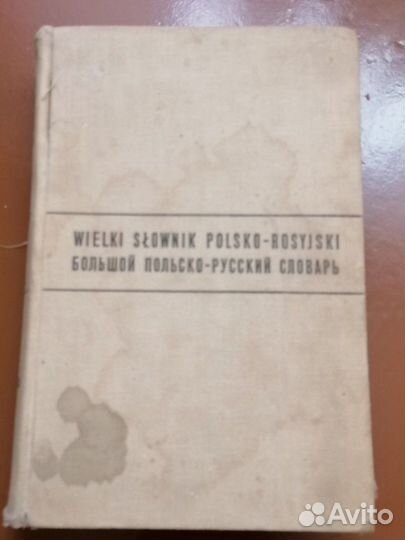 WIELKI SŁOWNIK POLSKO-ROSYJSKI
БОЛЬШОЙ ПОЛЬСКО-РУССКИЙ СЛОВАРЬ
Avito